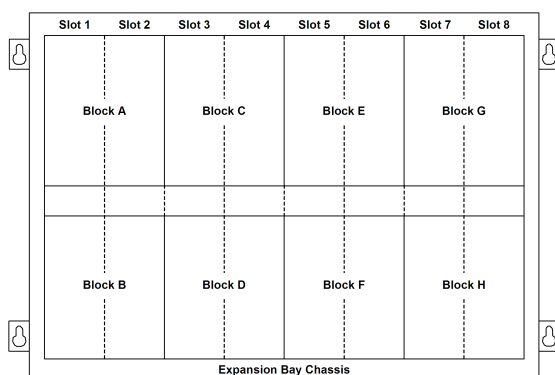 Slot 1 Slot 2 Slot 3 Slot 4 Slot 5 Slot 6 Slot 7 Slot 8
Block A Block C Block E Block G
Block B Block D Block F Block H
Expansion Bay Chassis